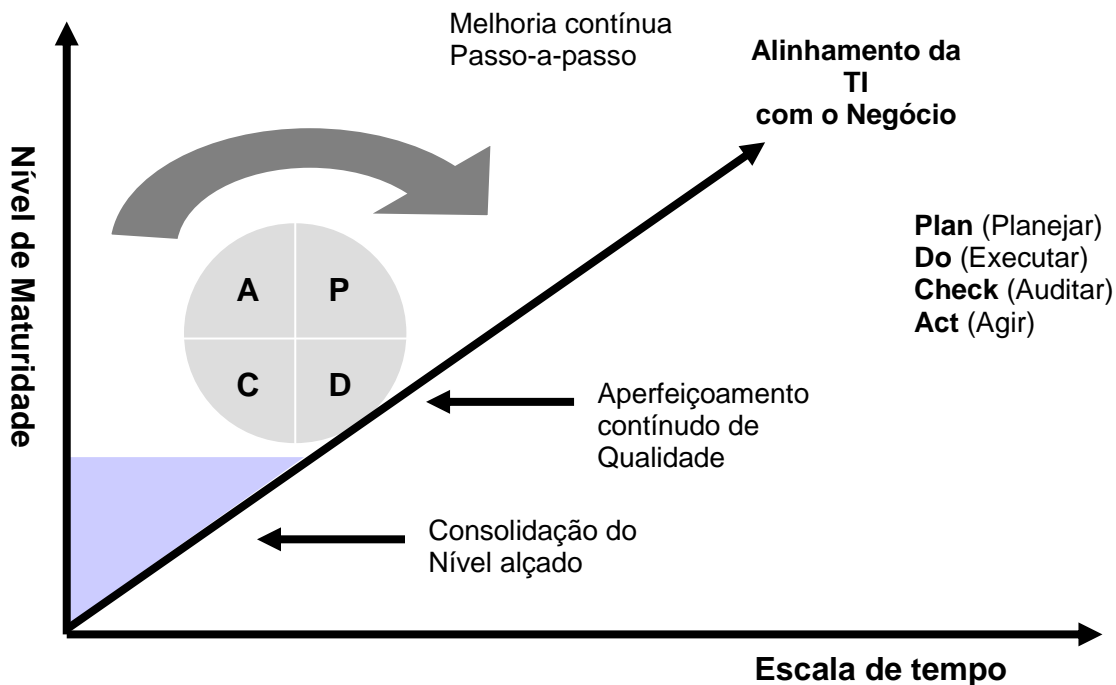 Melhoria contínua
Passo-a-passo
Alinhamento da
TI
com o Negócio
Nível de Maturidade
Plan (Planejar)
Do (Executar)
Check (Auditar)
Act (Agir)
A P
C D
Aperfeiçoamento
contínudo de
Qualidade
Consolidação do
Nível alçado
Escala de tempo